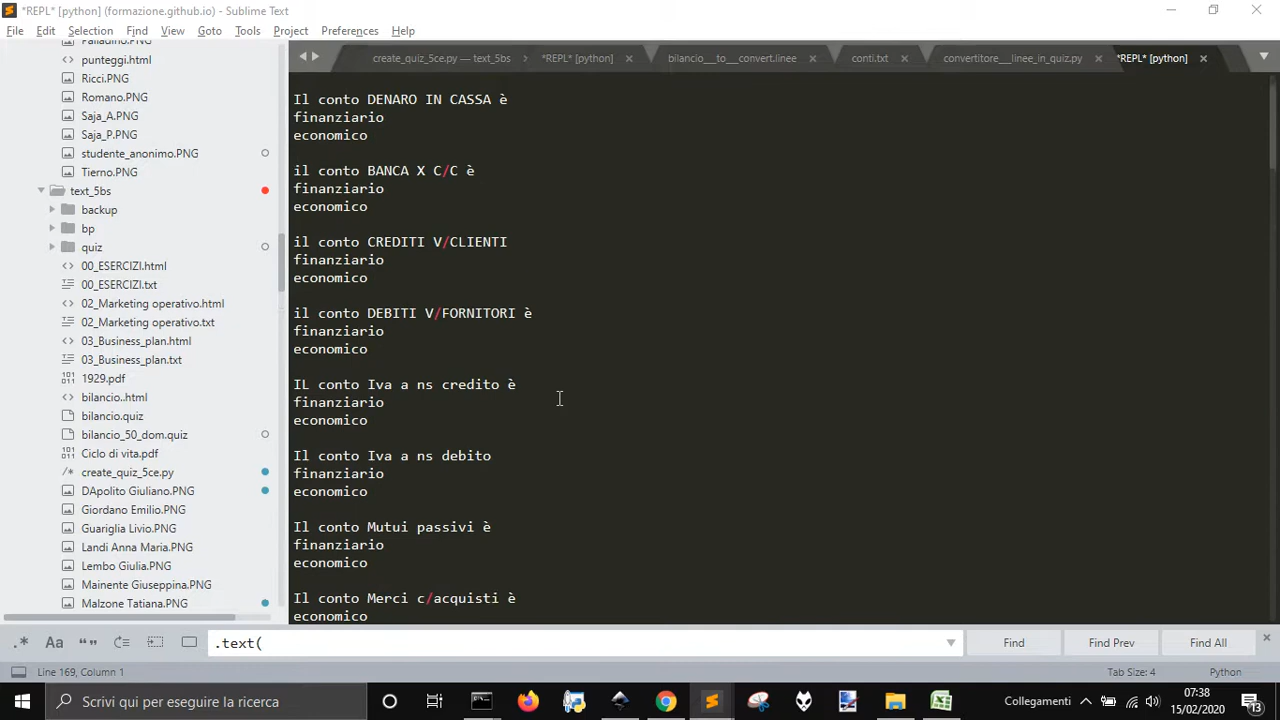 *REPL* [python] (formazione.github.io) - Sublime Text
File Edit Selection Find View Goto Tools Project Preferences Help
create_quiz_5ce.py — text_5bs
*REPL* [python]
bilancio__to__convert.linee
conti.txt
convertitore__linee_in_quiz.py
*REPL* [python]
Palladino.PNG
punteggi.html
Ricci.PNG
Romano.PNG
Saja_A.PNG
Saja_P.PNG
studente_anonimo.PNG
Tierno.PNG
text_5bs
backup
bp
quiz
00_ESERCIZI.html
00_ESERCIZI.txt
02_Marketing operativo.html
02_Marketing operativo.txt
03_Business_plan.html
03_Business_plan.txt
1929.pdf
bilancio..html
bilancio.quiz
bilancio_50_dom.quiz
Ciclo di vita.pdf
create_quiz_5ce.py
DApolito Giuliano.PNG
Giordano Emilio.PNG
Guariglia Livio.PNG
Landi Anna Maria.PNG
Lembo Giulia.PNG
Mainente Giuseppina.PNG
Malzone Tatiana.PNG
Il conto DENARO IN CASSA è
finanziario
economico
il conto BANCA X C/C è
finanziario
economico
il conto CREDITI V/CLIENTI
finanziario
economico
il conto DEBITI V/FORNITORI è
finanziario
economico
IL conto Iva a ns credito è
finanziario
economico
Il conto Iva a ns debito
finanziario
economico
Il conto Mutui passivi è
finanziario
economico
Il conto Merci c/acquisti è
economico
.* Aa “” .text( Find Find Prev Find All
Line 169, Column 1 Tab Size: 4 Python
Scrivi qui per eseguire la ricerca
Collegamenti
07:38
15/02/2020
13